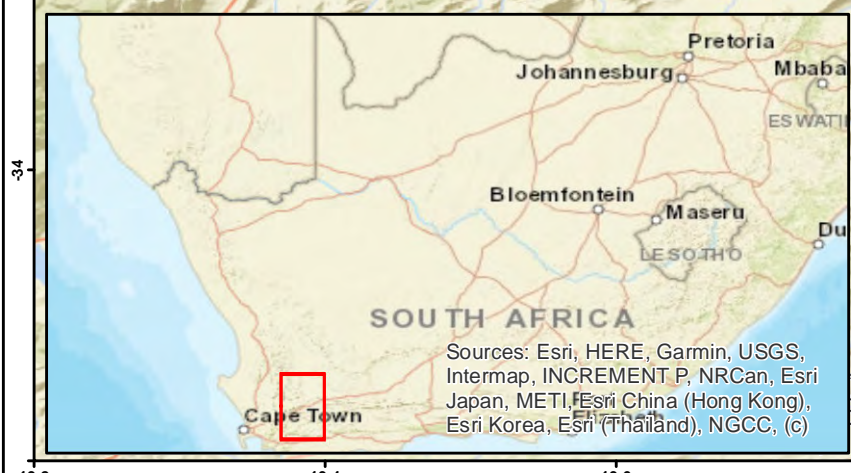 Pretoria
Johannesburg
Mbaba
ESWATI
-34
Bloemfontein
Maseru
Du
LESOTHO
SOUTH AFRICA
Sources: Esri, HERE, Garmin, USGS,
Intermap, INCREMENT P, NRCan, Esri
Japan, METI, Esri China (Hong Kong),
Esri Korea, Esri (Thailand), NGCC, (c)
Cape Town